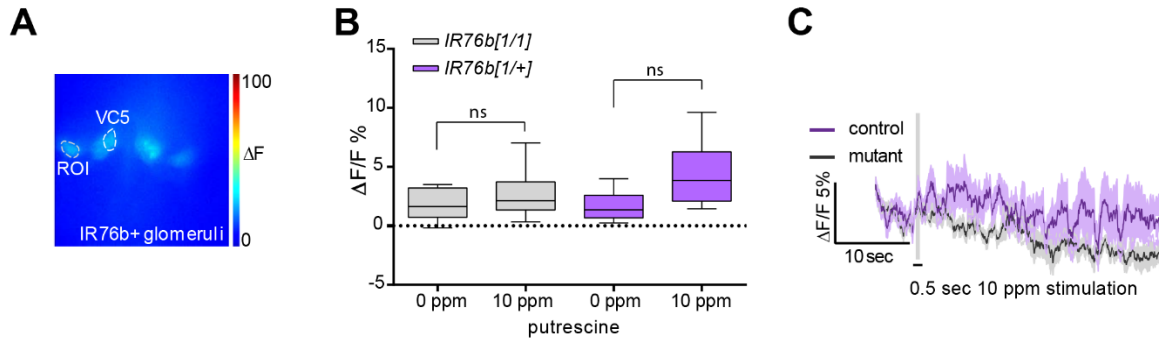 A
100
VC5
ROI
ΔF
IR76b+ glomeruli
0
B
15
10
5
0
-5
ΔF/F %
IR76b[1/1]
IR76b[1/+]
ns
ns
0 ppm
10 ppm
0 ppm
10 ppm
putrescine
C
control
mutant
ΔF/F 5%
10 sec
0.5 sec 10 ppm stimulation